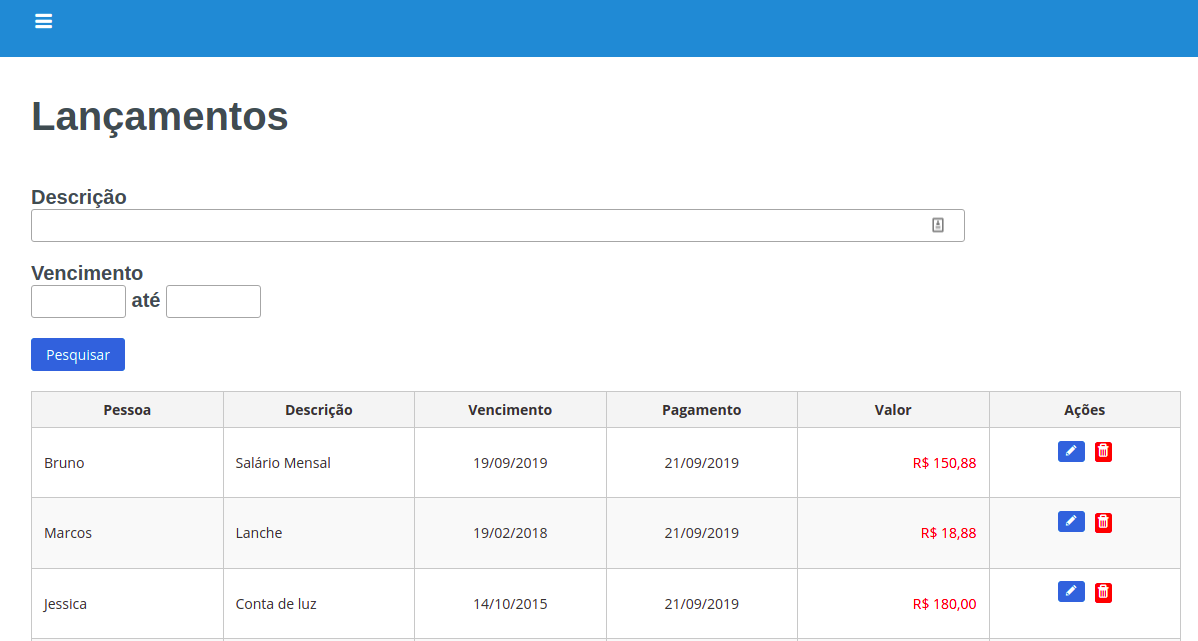 Lançamentos
Descrição
Vencimento
até
Pesquisar
Pessoa Descrição Vencimento Pagamento Valor Ações
Bruno Salário Mensal 19/09/2019 21/09/2019 R$ 150,88
Marcos Lanche 19/02/2018 21/09/2019 R$ 18,88
Jessica Conta de luz 14/10/2015 21/09/2019 R$ 180,00